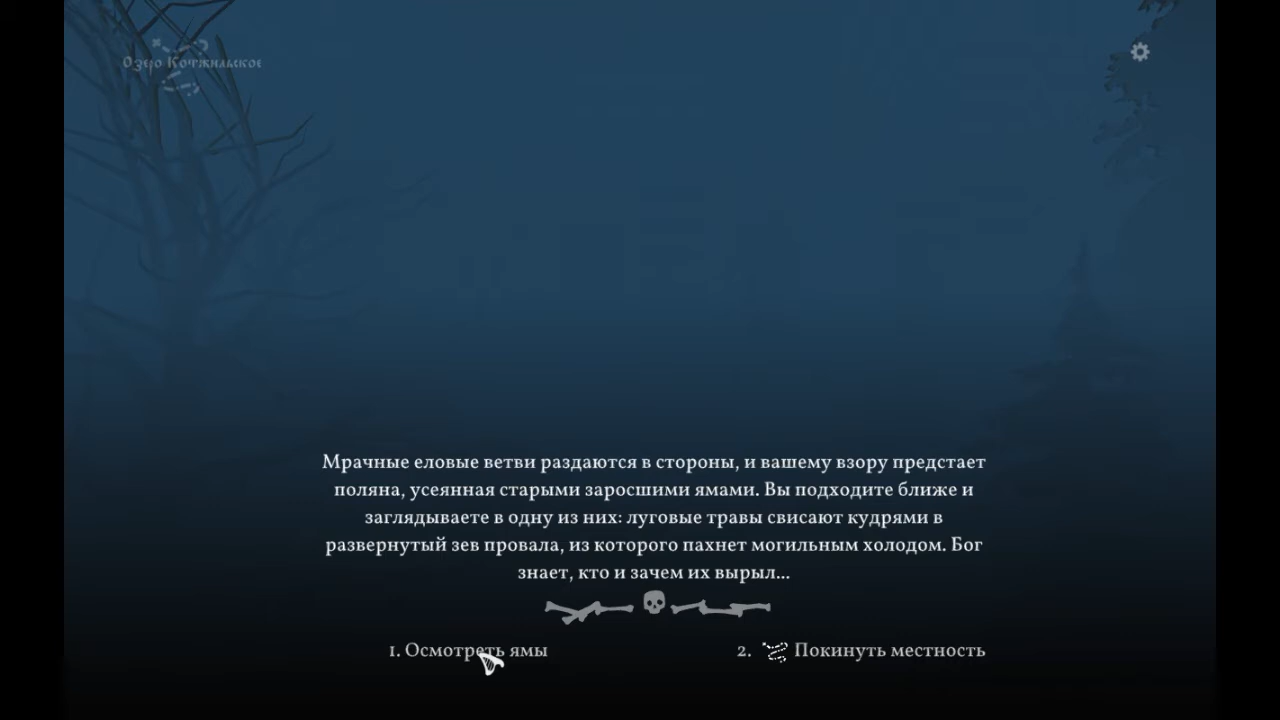 Озеро Кочжильское
Мрачные еловые ветви раздаются в стороны, и вашему взору предстает
поляна, усеянная старыми заросшими ямами. Вы подходите ближе и
заглядываете в одну из них: луговые травы свисают кудрями в
развернутый зев провала, из которого пахнет могильным холодом. Бог
знает, кто и зачем их вырыл...
1. Осмотреть ямы
2. Покинуть местность